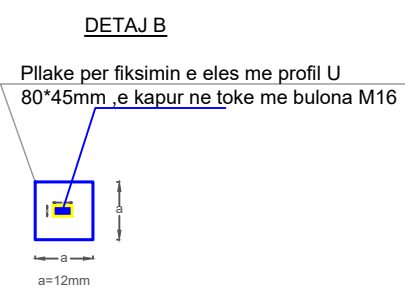 DETAJ B
Pllake per fiksimin e eles me profil U
80*45mm ,e kapur ne toke me bulona M16
a
a
a=12mm